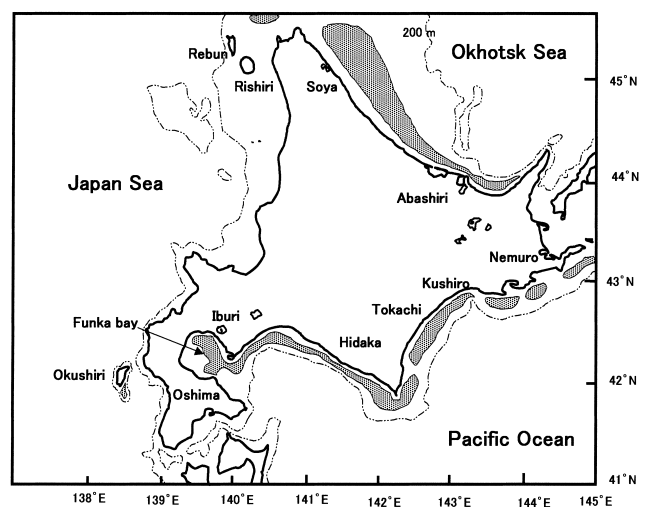 200 m
Okhotsk Sea
Rebun
Rishiri
Soya
45°N
Japan Sea
Abashiri
44°N
Nemuro
Kushiro
43°N
Tokachi
Iburi
Funka bay
Hidaka
Okushiri
Oshima
42°N
Pacific Ocean
41°N
138°E 139°E 140°E 141°E 142°E 143°E 144°E 145°E